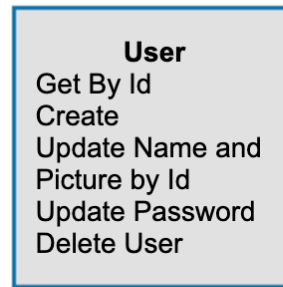 User
Get By Id
Create
Update Name and
Picture by Id
Update Password
Delete User